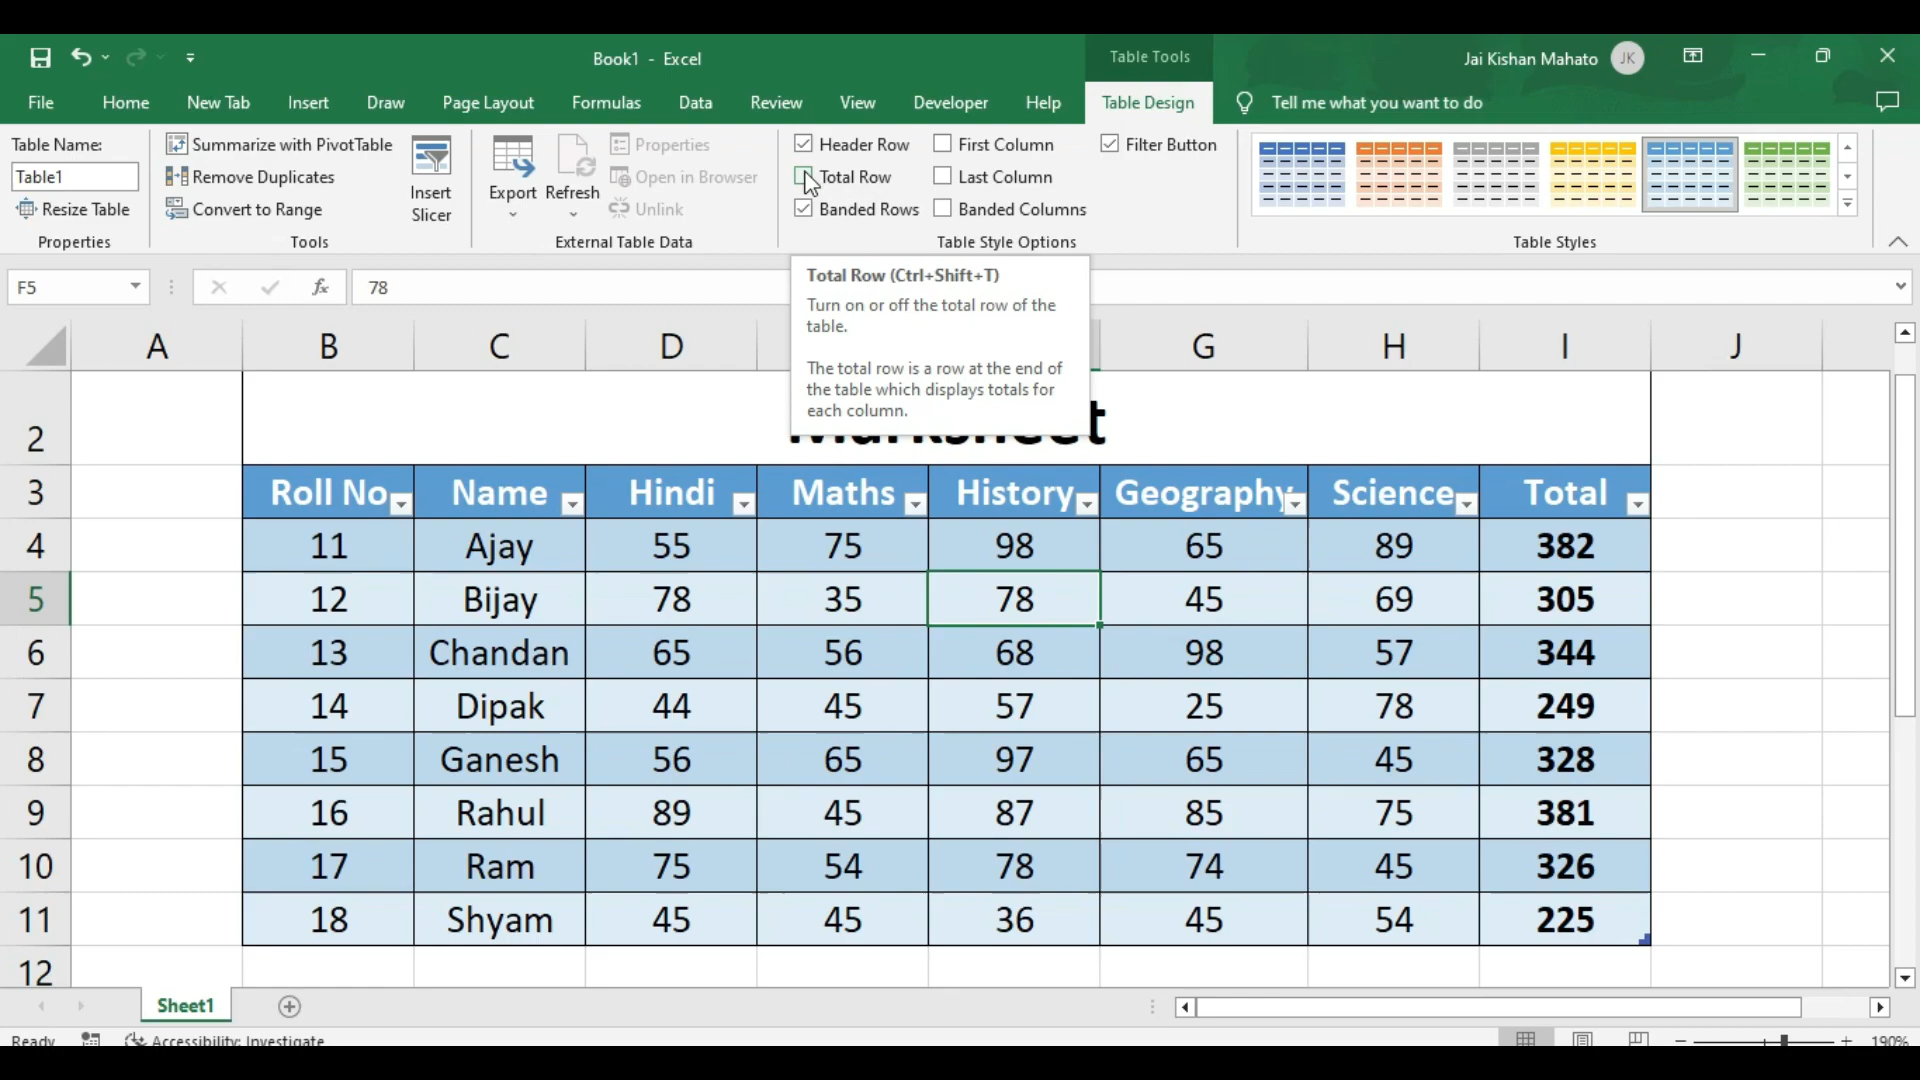 Book1 - Excel
Table Tools
Jai Kishan Mahato
JK
File
Home
New Tab
Insert
Draw
Page Layout
Formulas
Data
Review
View
Developer
Help
Table Design
Tell me what you want to do
Table Name:
Table1
Resize Table
Properties
Summarize with PivotTable
Remove Duplicates
Convert to Range
Tools
Insert
Slicer
Export
Refresh
Properties
Open in Browser
Unlink
External Table Data
Header Row
Total Row
Banded Rows
First Column
Last Column
Banded Columns
Filter Button
Table Style Options
Table Styles
F5
fx
78
Total Row (Ctrl+Shift+T)
Turn on or off the total row of the
table.
The total row is a row at the end of
the table which displays totals for
each column.
A B C D G H I J
2 Marksheet
3 Roll No Name Hindi Maths History Geography Science Total
4 11 Ajay 55 75 98 65 89 382
5 12 Bijay 78 35 78 45 69 305
6 13 Chandan 65 56 68 98 57 344
7 14 Dipak 44 45 57 25 78 249
8 15 Ganesh 56 65 97 65 45 328
9 16 Rahul 89 45 87 85 75 381
10 17 Ram 75 54 78 74 45 326
11 18 Shyam 45 45 36 45 54 225
12
Sheet1
Ready
Accessibility: Investigate
190%